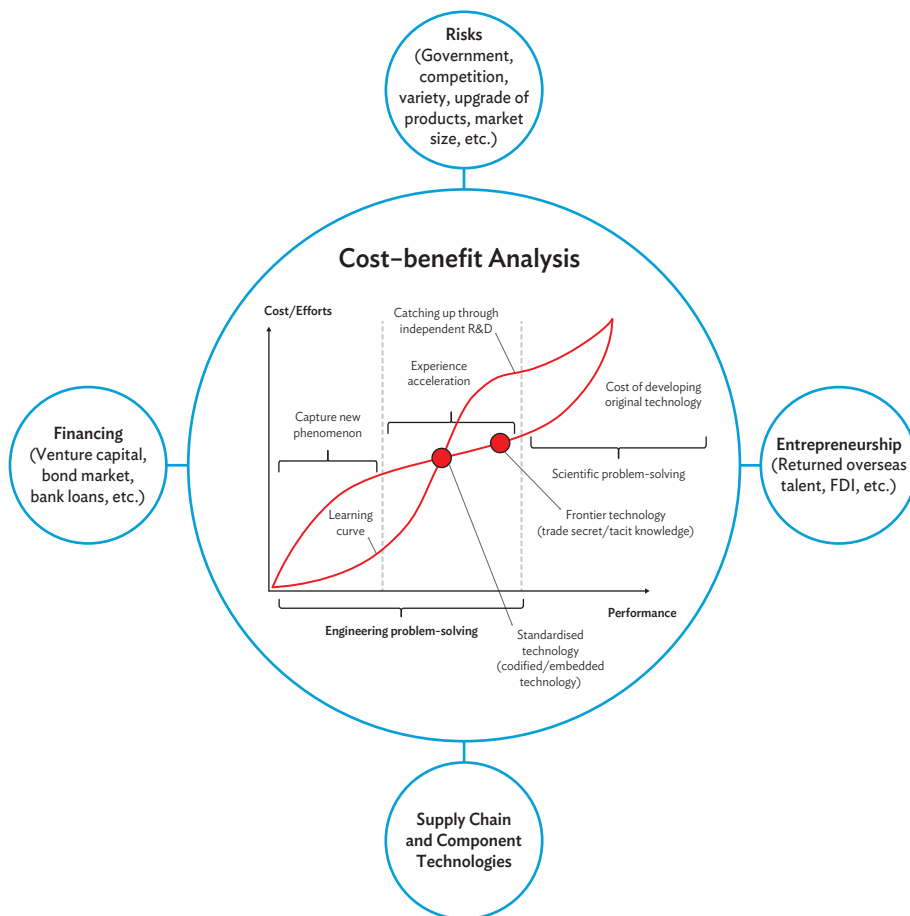 Risks
(Government,
competition,
variety, upgrade of
products, market
size, etc.)
Cost–benefit Analysis
Cost/Efforts
Catching up through
independent R&D
Experience
acceleration
Capture new
phenomenon
Cost of developing
original technology
Financing
(Venture capital,
bond market,
bank loans, etc.)
Entrepreneurship
(Returned overseas
talent, FDI, etc.)
Scientific problem-solving
Learning
curve
Frontier technology
(trade secret/tacit knowledge)
Performance
Engineering problem-solving
Standardised
technology
(codified/embedded
technology)
Supply Chain
and Component
Technologies